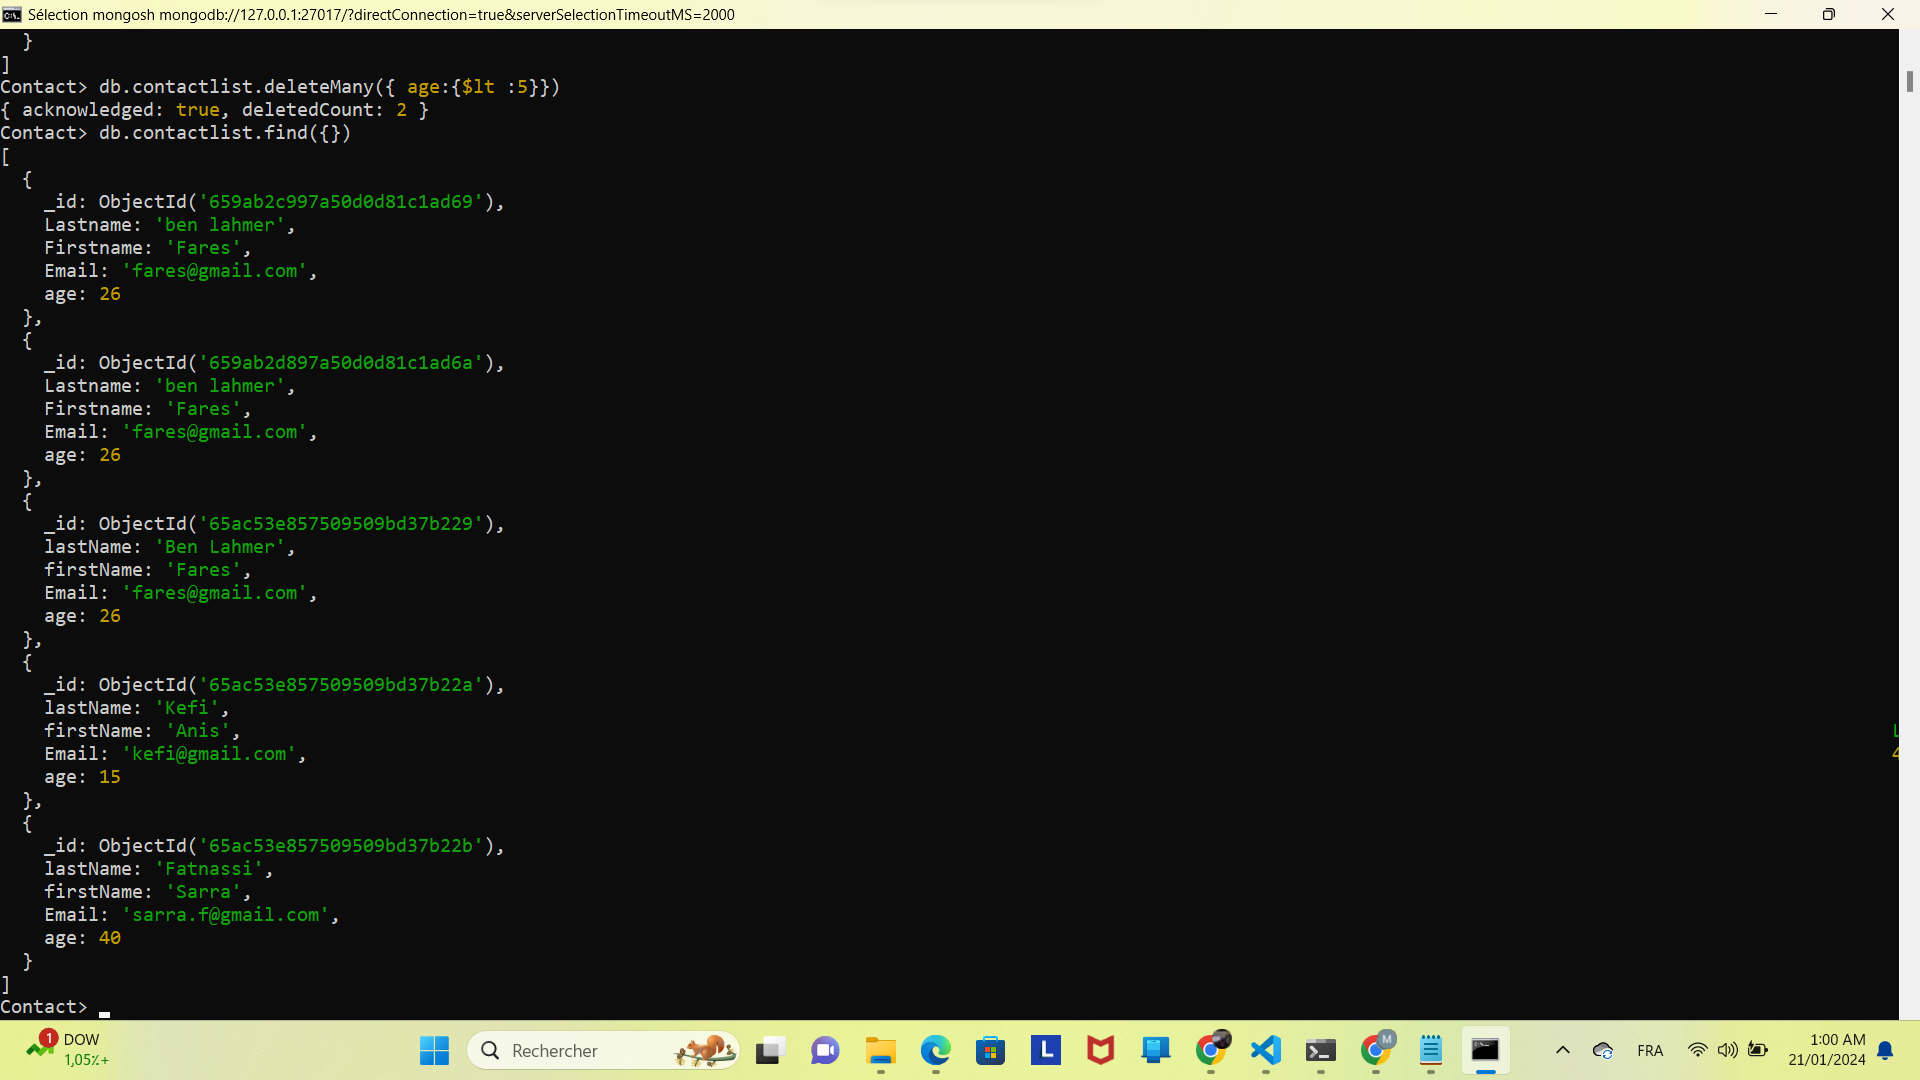 Sélection mongosh mongodb://127.0.0.1:27017/?directConnection=true&serverSelectionTimeoutMS=2000
  }
]
Contact> db.contactlist.deleteMany({ age:{$lt :5}})
{ acknowledged: true, deletedCount: 2 }
Contact> db.contactlist.find({})
[
  {
    _id: ObjectId('659ab2c997a50d0d81c1ad69'),
    Lastname: 'ben lahmer',
    Firstname: 'Fares',
    Email: 'fares@gmail.com',
    age: 26
  },
  {
    _id: ObjectId('659ab2d897a50d0d81c1ad6a'),
    Lastname: 'ben lahmer',
    Firstname: 'Fares',
    Email: 'fares@gmail.com',
    age: 26
  },
  {
    _id: ObjectId('65ac53e857509509bd37b229'),
    lastName: 'Ben Lahmer',
    firstName: 'Fares',
    Email: 'fares@gmail.com',
    age: 26
  },
  {
    _id: ObjectId('65ac53e857509509bd37b22a'),
    lastName: 'Kefi',
    firstName: 'Anis',
    Email: 'kefi@gmail.com',
    age: 15
  },
  {
    _id: ObjectId('65ac53e857509509bd37b22b'),
    lastName: 'Fatnassi',
    firstName: 'Sarra',
    Email: 'sarra.f@gmail.com',
    age: 40
  }
]
Contact>
1
DOW
1,05%+
Rechercher
L
M
FRA
1:00 AM
21/01/2024